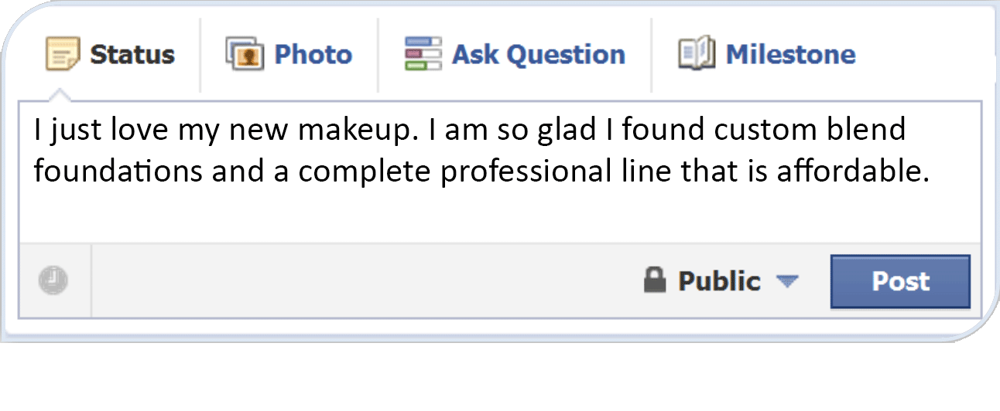 Status Photo Ask Question Milestone
I just love my new makeup. I am so glad I found custom blend
foundations and a complete professional line that is affordable.
Public Post